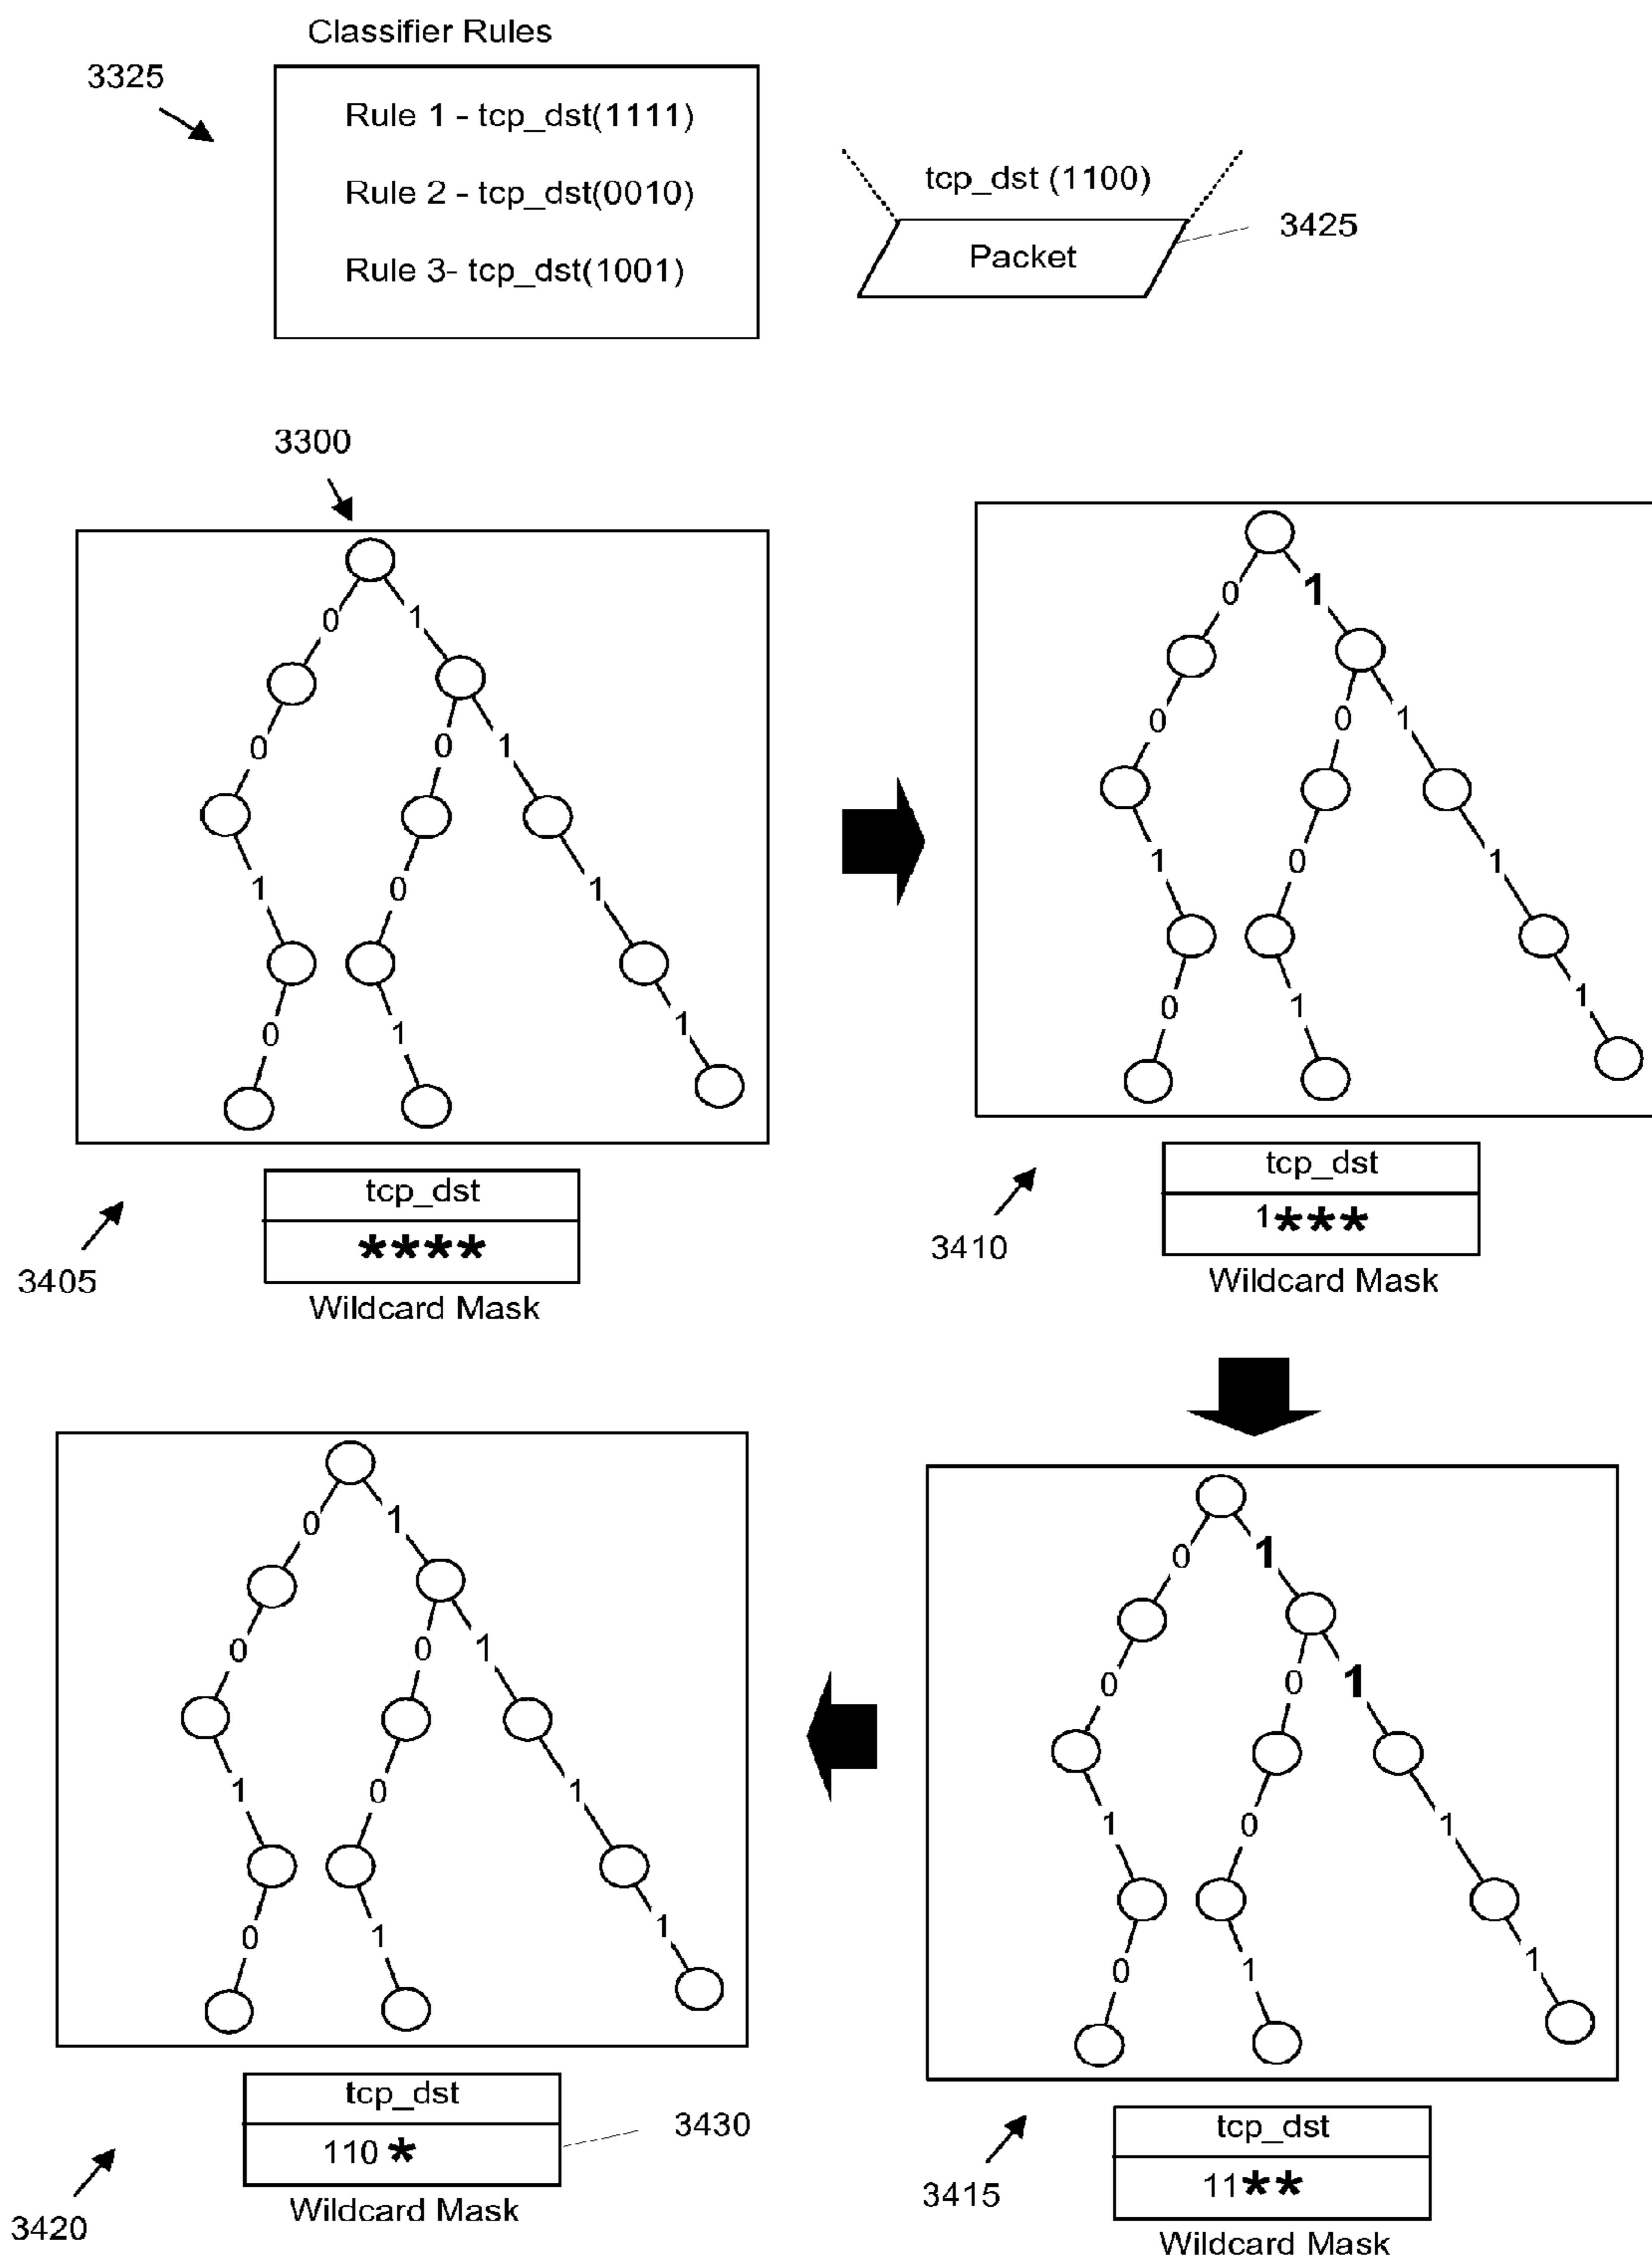 Classifier Rules
3325
Rule 1 - tcp_dst(1111)
Rule 2 - tcp_dst(0010)
Rule 3- tcp_dst(1001)
tcp_dst (1100)
Packet
3425
3300
0 1
0 0 1
1 0 1
0 1 1
tcp_dst
****
Wildcard Mask
3405
0 1
0 0 1
1 0 1
0 1 1
tcp_dst
1***
Wildcard Mask
3410
0 1
0 0 1
1 0 1
0 1 1
tcp_dst
11**
Wildcard Mask
3415
0 1
0 0 1
1 0 1
0 1 1
tcp_dst
110 *
3430
Wildcard Mask
3420